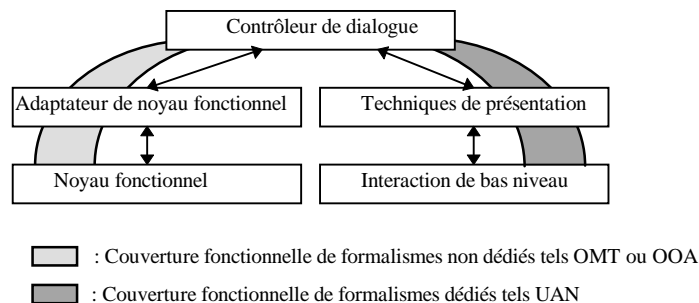 Contrôleur de dialogue
Adaptateur de noyau fonctionnel
Techniques de présentation
Noyau fonctionnel
Interaction de bas niveau
: Couverture fonctionnelle de formalismes non dédiés tels OMT ou OOA
: Couverture fonctionnelle de formalismes dédiés tels UAN